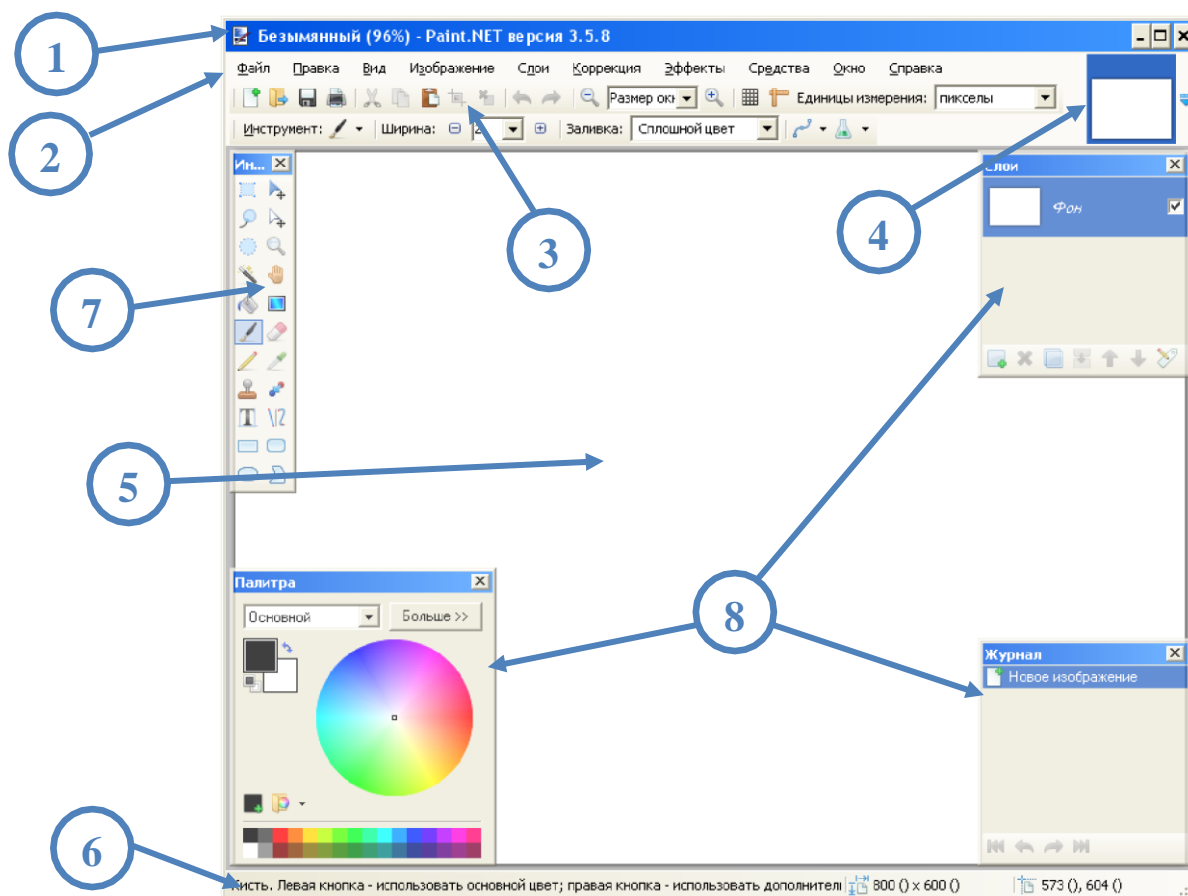 1
Безымянный (96%) - Paint.NET версия 3.5.8
2
Файл Правка Вид Изображение Слои Коррекция Эффекты Средства Окно Справка
Размер окн Единицы измерения: пикселы
Инструмент: Ширина: 2 Заливка: Сплошной цвет
3
4
Ин...
Слои
Фон
7
5
8
Палитра
Основной Больше >>
Журнал
Новое изображение
6
Кисть. Левая кнопка - использовать основной цвет; правая кнопка - использовать дополнител 800 () x 600 () 573 (), 604 ()